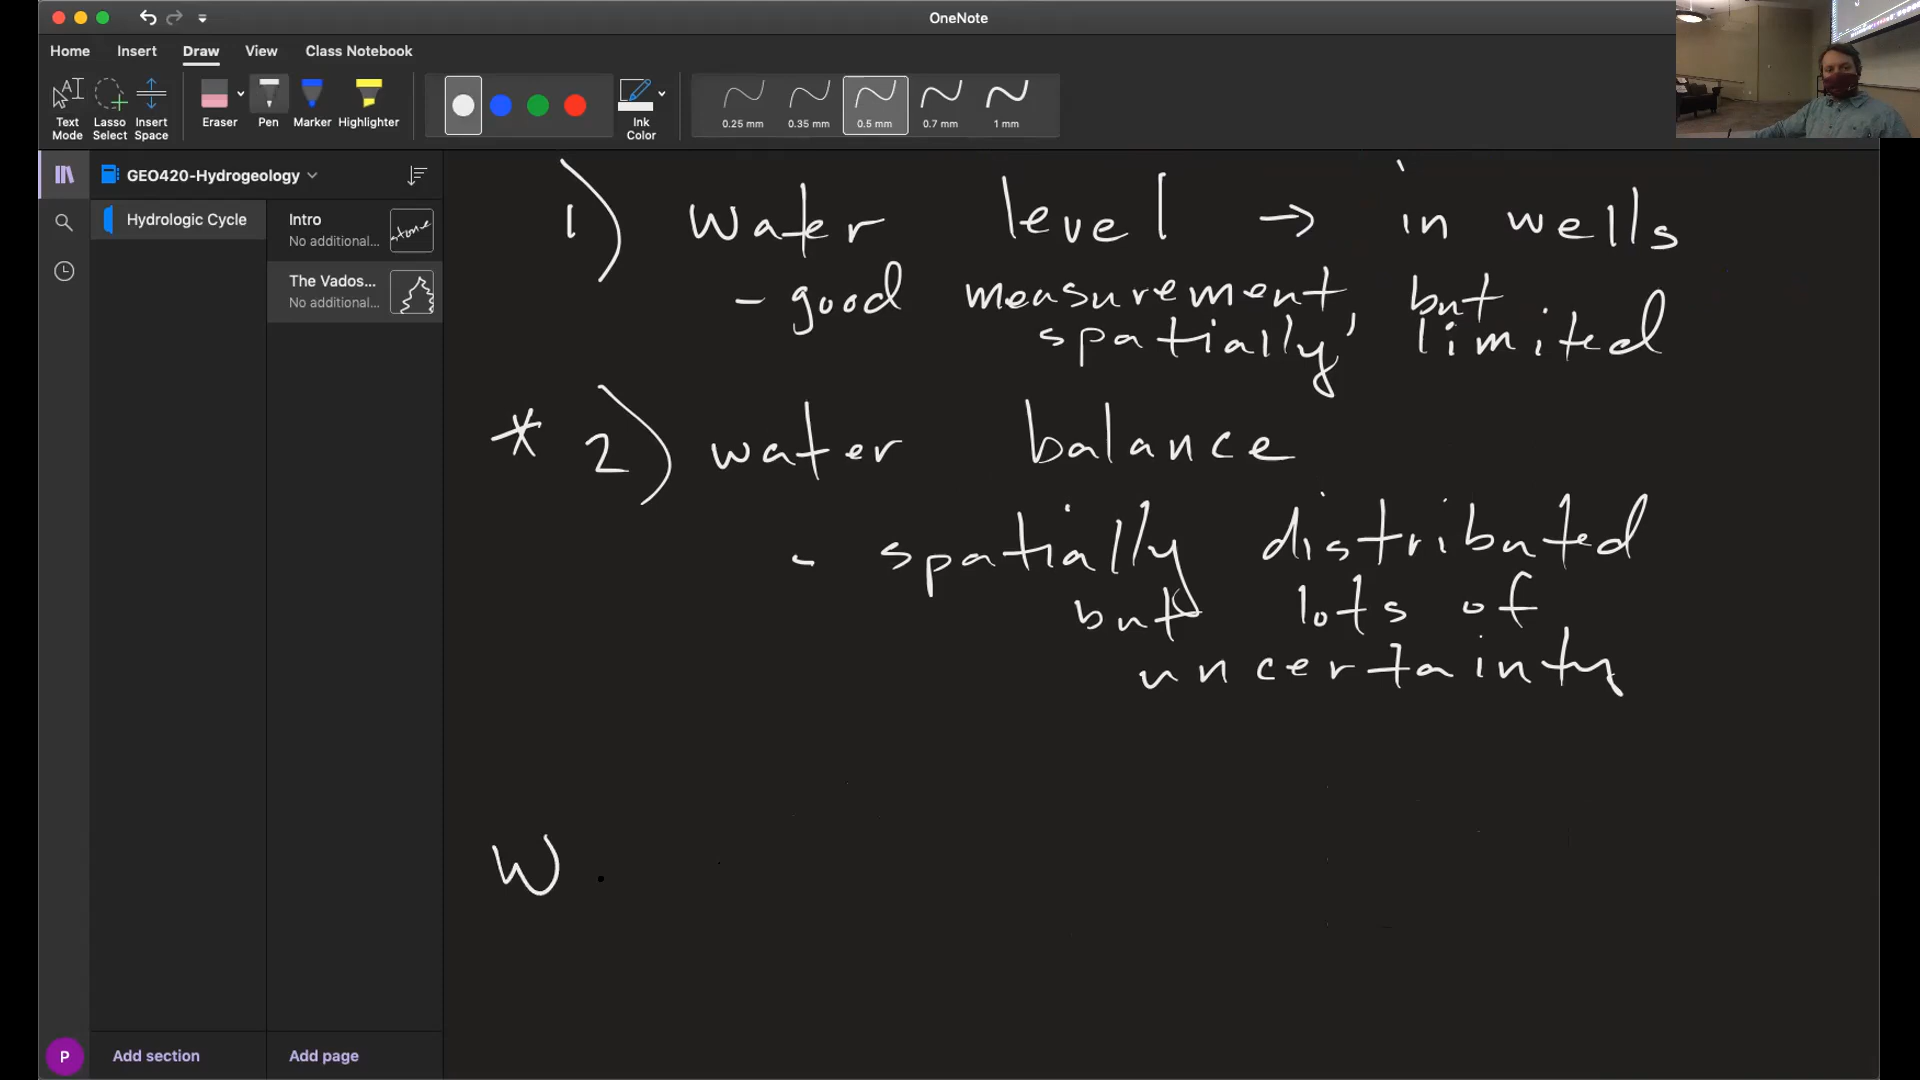 OneNote
Home Insert Draw View Class Notebook
Text Mode
Lasso Select
Insert Space
Eraser
Pen
Marker
Highlighter
Ink Color
0.25 mm
0.35 mm
0.5 mm
0.7 mm
1 mm
GEO420-Hydrogeology
Hydrologic Cycle
Intro
No additional...
The Vados...
No additional...
1) Water level → in wells
- good measurement, but
spatially limited
* 2) water balance
- spatially distributed
but lots of
uncertainty
W
P
Add section
Add page